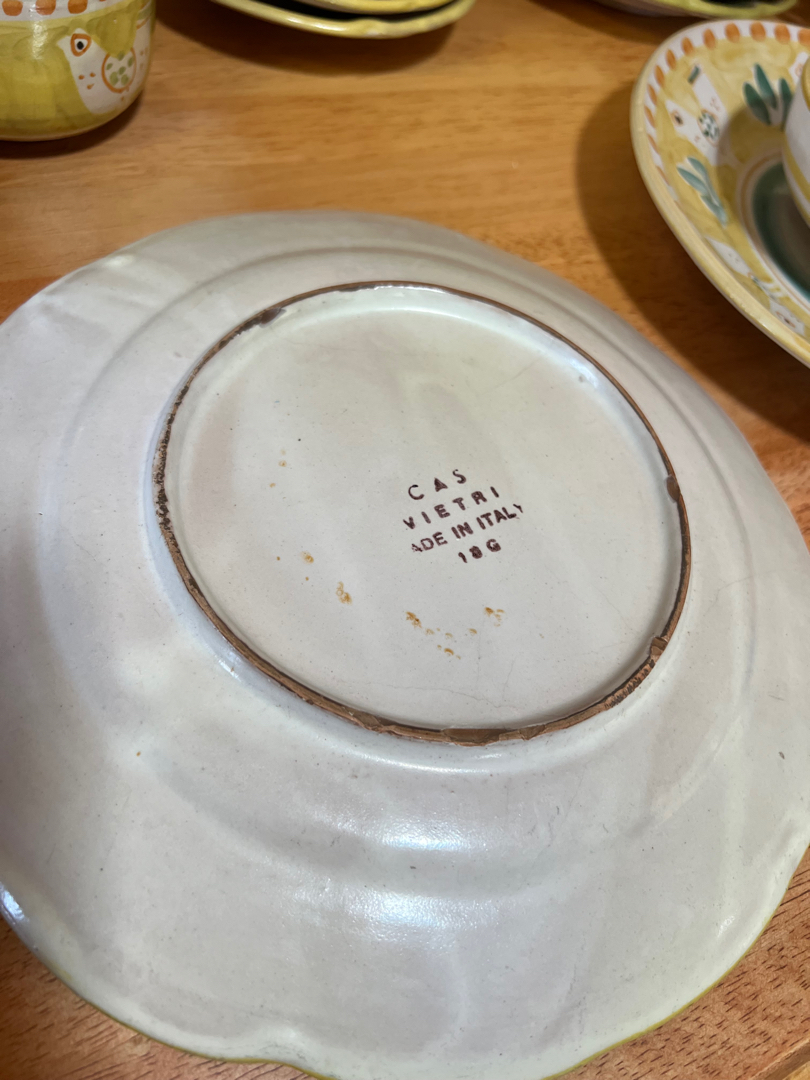 CAS
VIETRI
ADE IN ITALY
18G